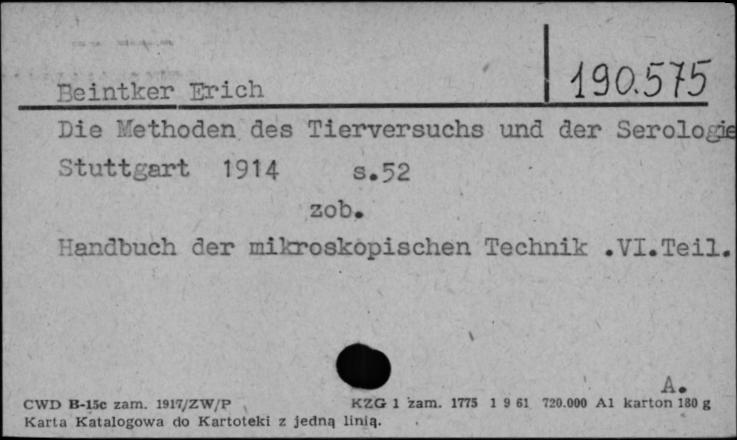 Beintker Erich
190.575
Die Methoden des Tierversuchs und der Serologie
Stuttgart 1914 s.52
zob.
Handbuch der mikroskopischen Technik .VI.Teil.
A.
CWD B-15c zam. 1917/ZW/P KZG 1 zam. 1775 1 9 61 720.000 A1 karton 180 g
Karta Katalogowa do Kartoteki z jedną linią.